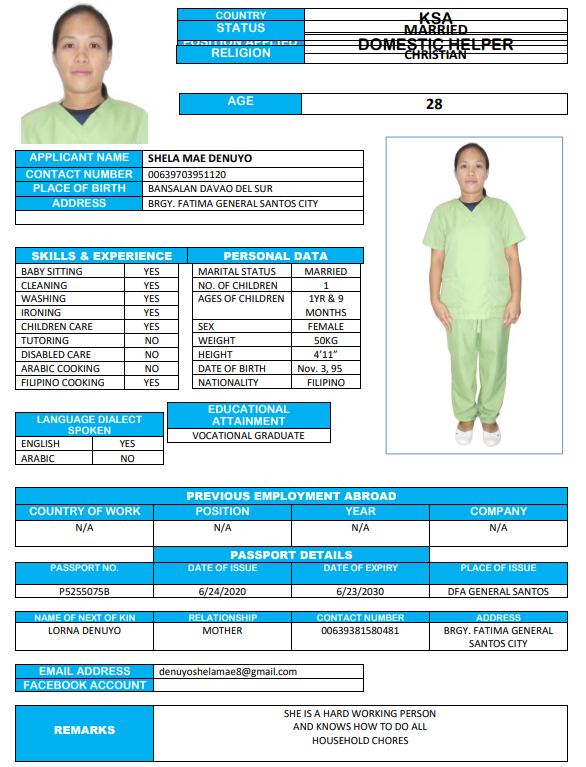 COUNTRY KSA
STATUS MARRIED
POSITION APPLIED DOMESTIC HELPER
RELIGION CHRISTIAN
AGE 28
APPLICANT NAME SHELA MAE DENUYO
CONTACT NUMBER 00639703951120
PLACE OF BIRTH BANSALAN DAVAO DEL SUR
ADDRESS BRGY. FATIMA GENERAL SANTOS CITY
SKILLS & EXPERIENCE
BABY SITTING YES
CLEANING YES
WASHING YES
IRONING YES
CHILDREN CARE YES
TUTORING NO
DISABLED CARE NO
ARABIC COOKING NO
FILIPINO COOKING YES
PERSONAL DATA
MARITAL STATUS MARRIED
NO. OF CHILDREN 1
AGES OF CHILDREN 1YR & 9
MONTHS
SEX FEMALE
WEIGHT 50KG
HEIGHT 4’11”
DATE OF BIRTH Nov. 3, 95
NATIONALITY FILIPINO
LANGUAGE DIALECT
SPOKEN
ENGLISH YES
ARABIC NO
EDUCATIONAL
ATTAINMENT
VOCATIONAL GRADUATE
PREVIOUS EMPLOYMENT ABROAD
COUNTRY OF WORK POSITION YEAR COMPANY
N/A N/A N/A N/A
PASSPORT DETAILS
PASSPORT NO. DATE OF ISSUE DATE OF EXPIRY PLACE OF ISSUE
P5255075B 6/24/2020 6/23/2030 DFA GENERAL SANTOS
NAME OF NEXT OF KIN RELATIONSHIP CONTACT NUMBER ADDRESS
LORNA DENUYO MOTHER 00639381580481 BRGY. FATIMA GENERAL
SANTOS CITY
EMAIL ADDRESS denuyoshelamae8@gmail.com
FACEBOOK ACCOUNT
REMARKS
SHE IS A HARD WORKING PERSON
AND KNOWS HOW TO DO ALL
HOUSEHOLD CHORES